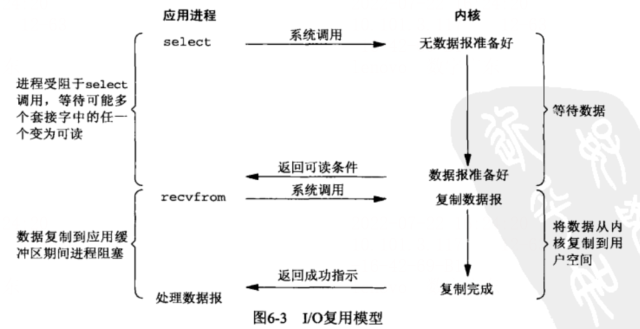 应用进程
内核
select
系统调用
无数据报准备好
进程受阻于select
调用，等待可能多
个套接字中的任一
个变为可读
等待数据
返回可读条件
数据报准备好
recvfrom
系统调用
复制数据报
数据复制到应用缓
冲区期间进程阻塞
将数据从内
核复制到用
户空间
返回成功指示
处理数据报
复制完成
图6-3 I/O复用模型